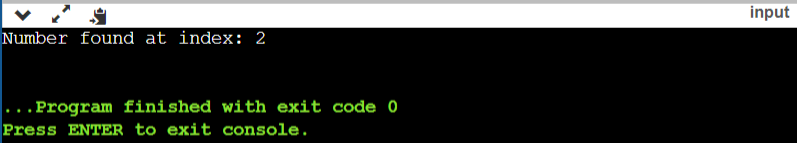 input
Number found at index: 2
...Program finished with exit code 0
Press ENTER to exit console.